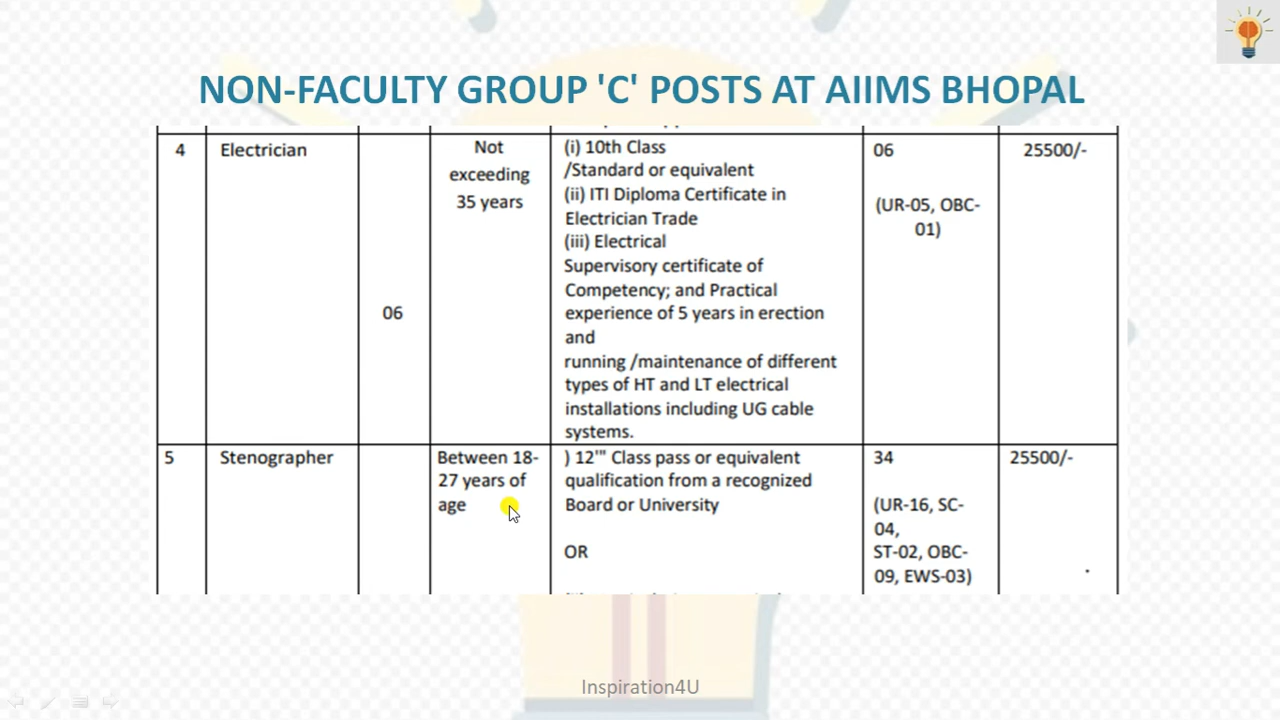 NON-FACULTY GROUP 'C' POSTS AT AIIMS BHOPAL
4
Electrician
06
Not
exceeding
35 years
(i) 10th Class
/Standard or equivalent
(ii) ITI Diploma Certificate in
Electrician Trade
(iii) Electrical
Supervisory certificate of
Competency; and Practical
experience of 5 years in erection
and
running /maintenance of different
types of HT and LT electrical
installations including UG cable
systems.
06
(UR-05, OBC-
01)
25500/-
5
Stenographer
Between 18-
27 years of
age
) 12'" Class pass or equivalent
qualification from a recognized
Board or University
OR
34
(UR-16, SC-
04,
ST-02, OBC-
09, EWS-03)
25500/-
Inspiration4U